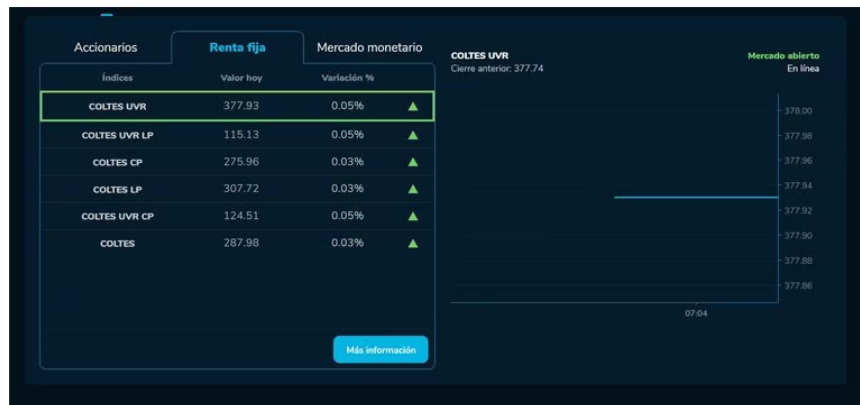 Accionarios Renta fija Mercado monetario
Índices Valor hoy Variación %
COLTES UVR 377.93 0.05%
COLTES UVR LP 115.13 0.05%
COLTES CP 275.96 0.03%
COLTES LP 307.72 0.03%
COLTES UVR CP 124.51 0.05%
COLTES 287.98 0.03%
Más información
COLTES UVR Mercado abierto
Cierre anterior: 377.74 En línea
378.00
377.98
377.96
377.94
377.92
377.90
377.88
377.86
07:04